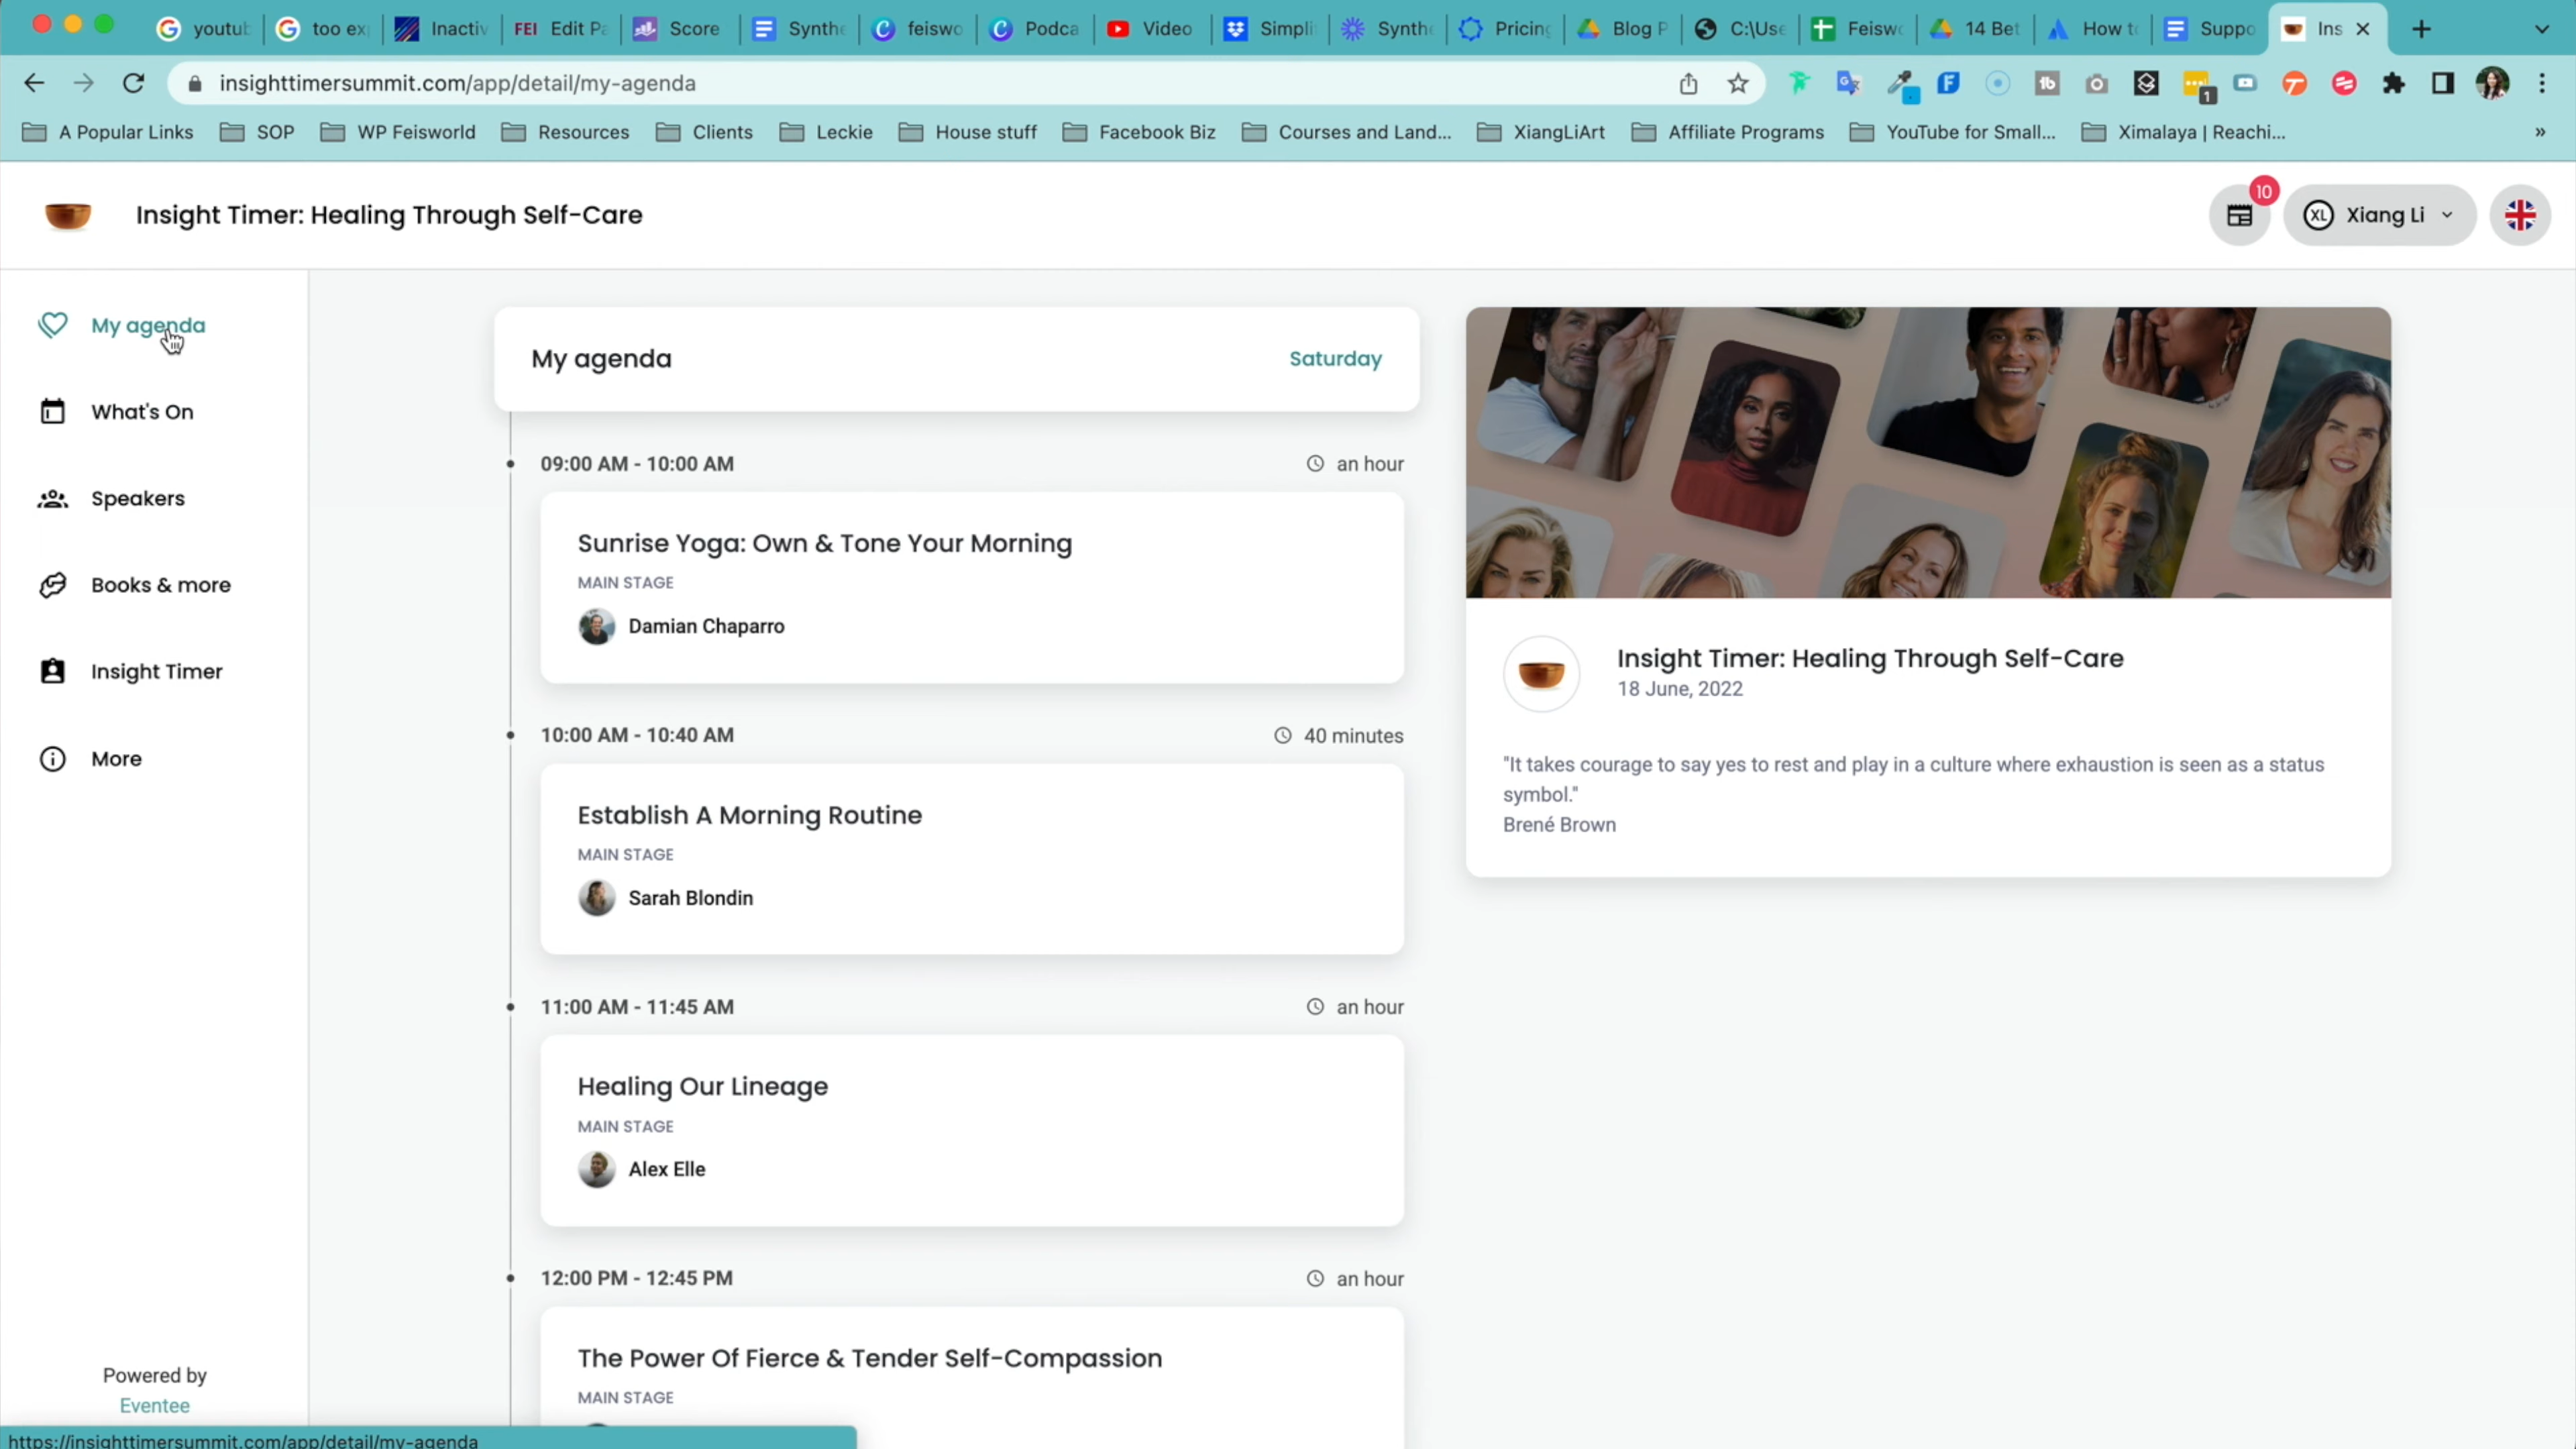 youtub
too ex
Inactiv
FEI Edit Pa
Score
Synthe
feiswo
Podca
Video
Simpli
Synthe
Pricing
Blog P
C:\Use
Feiswo
14 Bet
How to
Suppo
Ins
insighttimersummit.com/app/detail/my-agenda
1
A Popular Links
SOP
WP Feisworld
Resources
Clients
Leckie
House stuff
Facebook Biz
Courses and Land...
XiangLiArt
Affiliate Programs
YouTube for Small...
Ximalaya | Reachi...
»
Insight Timer: Healing Through Self-Care
10
XL Xiang Li
My agenda
What's On
Speakers
Books & more
Insight Timer
More
Powered by
Eventee
https://insighttimersummit.com/app/detail/my-agenda
My agenda
Saturday
09:00 AM - 10:00 AM
an hour
Sunrise Yoga: Own & Tone Your Morning
MAIN STAGE
Damian Chaparro
10:00 AM - 10:40 AM
40 minutes
Establish A Morning Routine
MAIN STAGE
Sarah Blondin
11:00 AM - 11:45 AM
an hour
Healing Our Lineage
MAIN STAGE
Alex Elle
12:00 PM - 12:45 PM
an hour
The Power Of Fierce & Tender Self-Compassion
MAIN STAGE
Insight Timer: Healing Through Self-Care
18 June, 2022
"It takes courage to say yes to rest and play in a culture where exhaustion is seen as a status
symbol."
Brené Brown